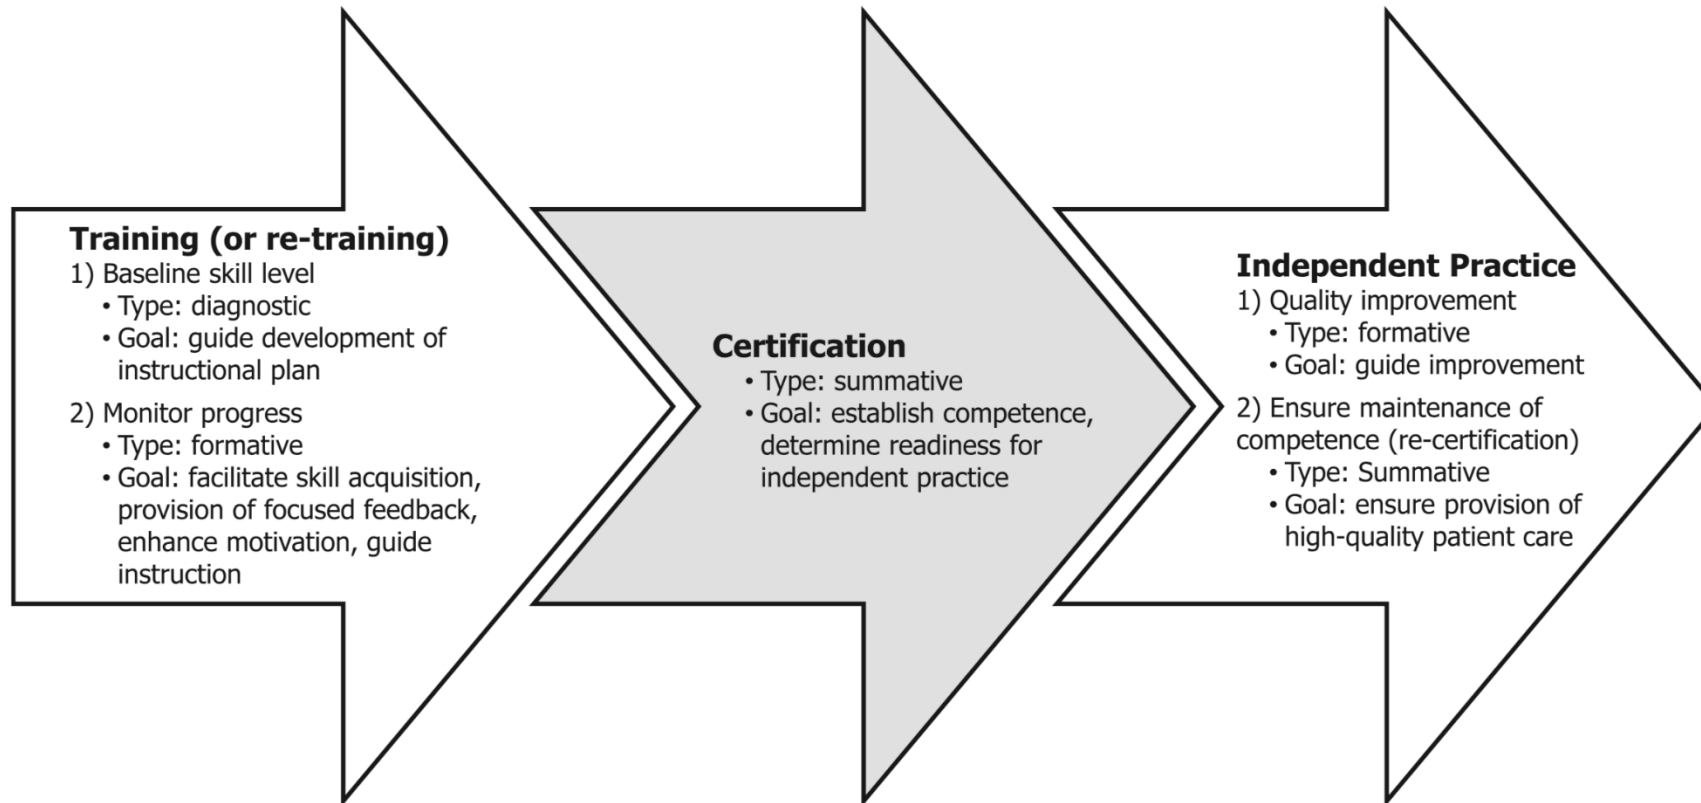 Training (or re-training)
1) Baseline skill level
• Type: diagnostic
• Goal: guide development of
instructional plan
2) Monitor progress
• Type: formative
• Goal: facilitate skill acquisition,
provision of focused feedback,
enhance motivation, guide
instruction
Certification
• Type: summative
• Goal: establish competence,
determine readiness for
independent practice
Independent Practice
1) Quality improvement
• Type: formative
• Goal: guide improvement
2) Ensure maintenance of
competence (re-certification)
• Type: Summative
• Goal: ensure provision of
high-quality patient care